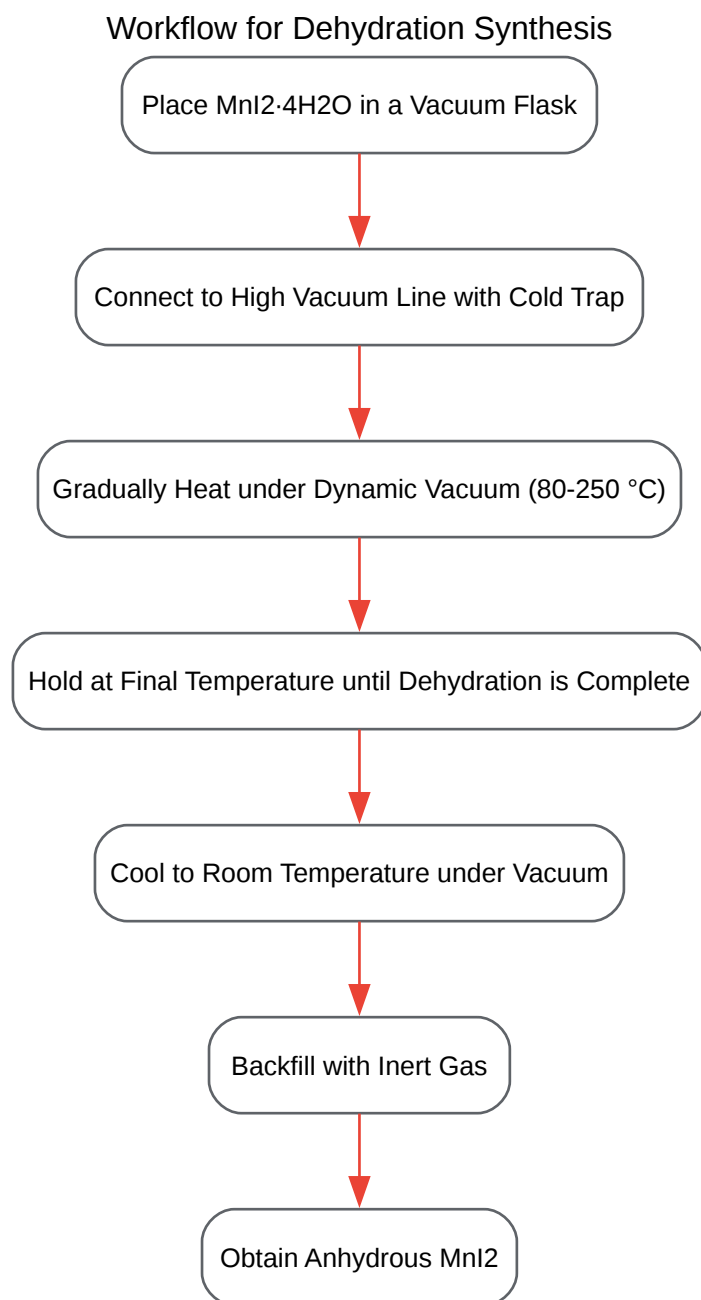 Workflow for Dehydration Synthesis
Place MnI2·4H2O in a Vacuum Flask
Connect to High Vacuum Line with Cold Trap
Gradually Heat under Dynamic Vacuum (80-250 °C)
Hold at Final Temperature until Dehydration is Complete
Cool to Room Temperature under Vacuum
Backfill with Inert Gas
Obtain Anhydrous MnI2